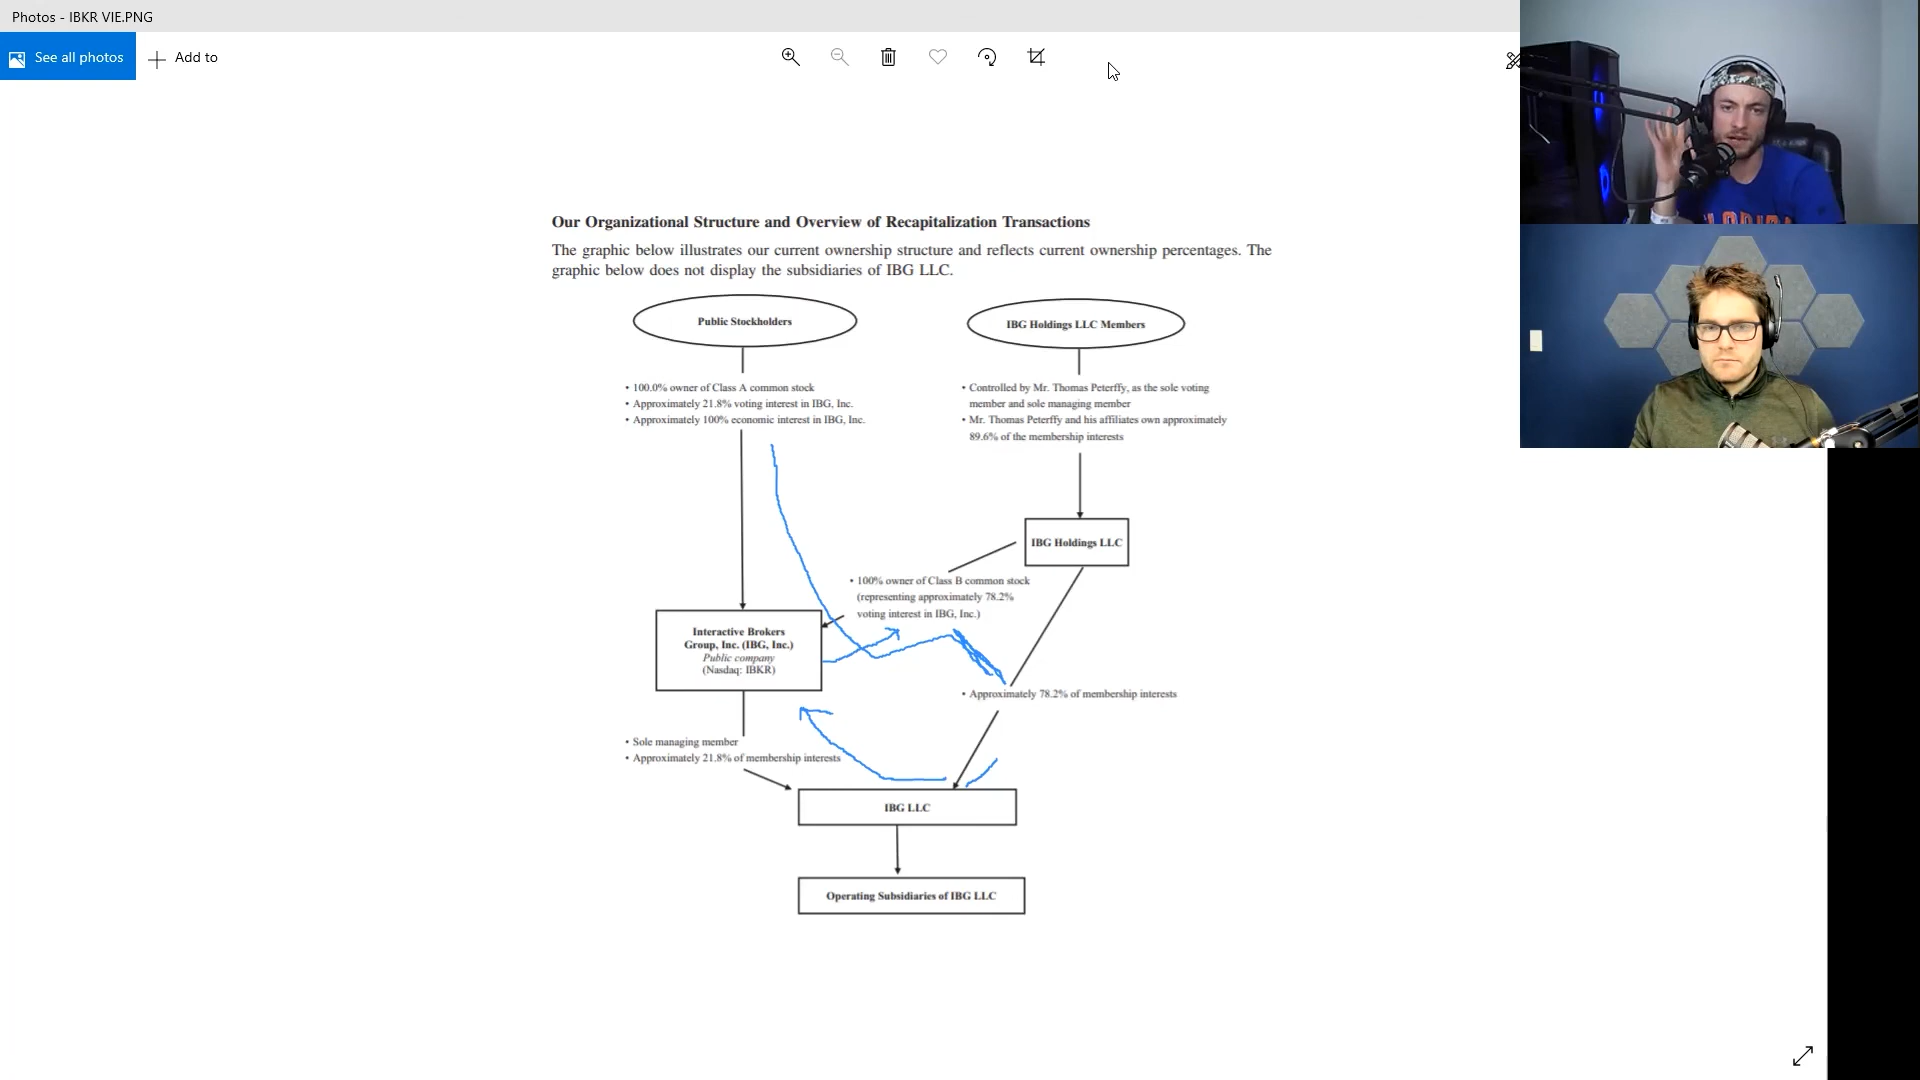 Photos - IBKR VIE.PNG
See all photos
Add to
Our Organizational Structure and Overview of Recapitalization Transactions
The graphic below illustrates our current ownership structure and reflects current ownership percentages. The
graphic below does not display the subsidiaries of IBG LLC.
Public Stockholders
IBG Holdings LLC Members
• 100.0% owner of Class A common stock
• Approximately 21.8% voting interest in IBG, Inc.
• Approximately 100% economic interest in IBG, Inc.
• Controlled by Mr. Thomas Peterffy, as the sole voting
member and sole managing member
• Mr. Thomas Peterffy and his affiliates own approximately
89.6% of the membership interests
IBG Holdings LLC
• 100% owner of Class B common stock
(representing approximately 78.2%
voting interest in IBG, Inc.)
Interactive Brokers
Group, Inc. (IBG, Inc.)
Public company
(Nasdaq: IBKR)
• Approximately 78.2% of membership interests
• Sole managing member
• Approximately 21.8% of membership interests
IBG LLC
Operating Subsidiaries of IBG LLC
FLORIDA